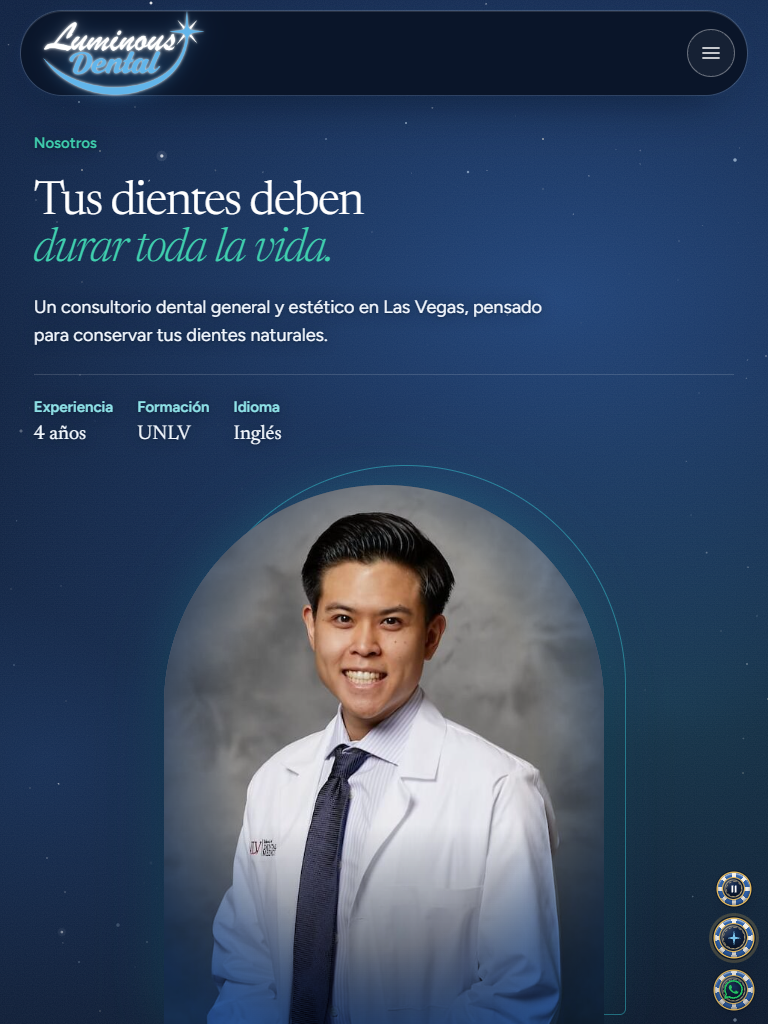 Luminous
Dental
Nosotros
Tus dientes deben
durar toda la vida.
Un consultorio dental general y estético en Las Vegas, pensado
para conservar tus dientes naturales.
Experiencia Formación Idioma
4 años UNLV Inglés